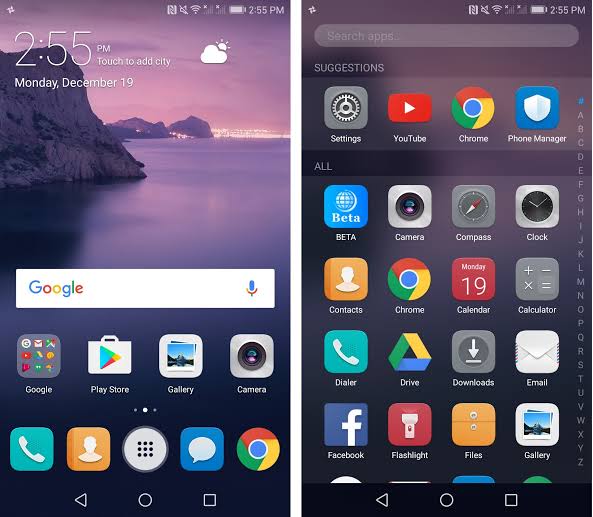 2:55 PM
2:55 PM
Touch to add city
Monday, December 19
Google
Google
Play Store
Gallery
Camera
2:55 PM
Search apps...
SUGGESTIONS
Settings
YouTube
Chrome
Phone Manager
ALL
Beta
BETA
Camera
Compass
Clock
Monday
19
Contacts
Chrome
Calendar
Calculator
Dialer
Drive
Downloads
Email
Facebook
Flashlight
Files
Gallery
#
A
B
C
D
E
F
G
H
I
J
K
L
M
N
O
P
Q
R
S
T
U
V
W
X
Y
Z